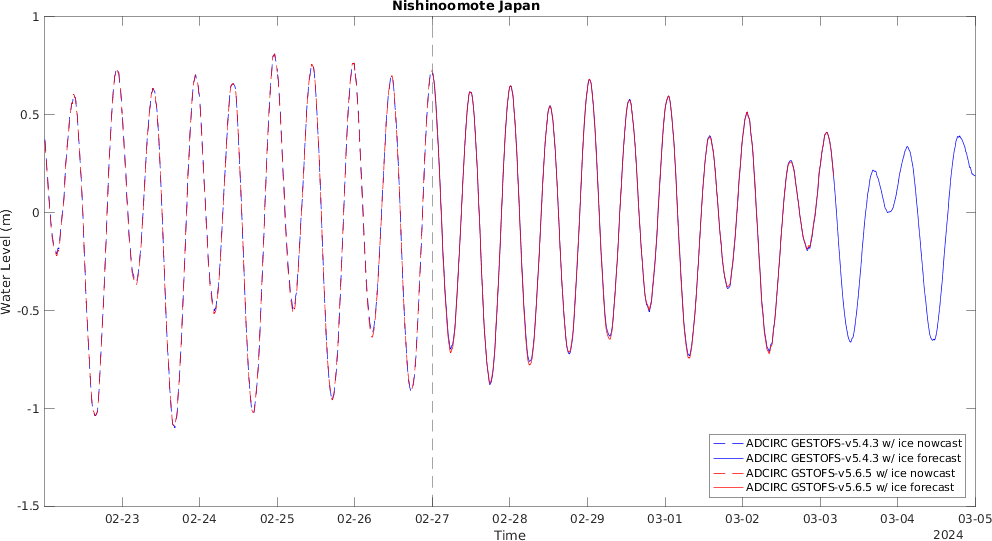 Nishinoomote Japan
1
0.5
0
-0.5
-1
-1.5
Water Level (m)
02-23 02-24 02-25 02-26 02-27 02-28 02-29 03-01 03-02 03-03 03-04 03-05
Time
2024
ADCIRC GESTOFS-v5.4.3 w/ ice nowcast
ADCIRC GESTOFS-v5.4.3 w/ ice forecast
ADCIRC GSTOFS-v5.6.5 w/ ice nowcast
ADCIRC GSTOFS-v5.6.5 w/ ice forecast